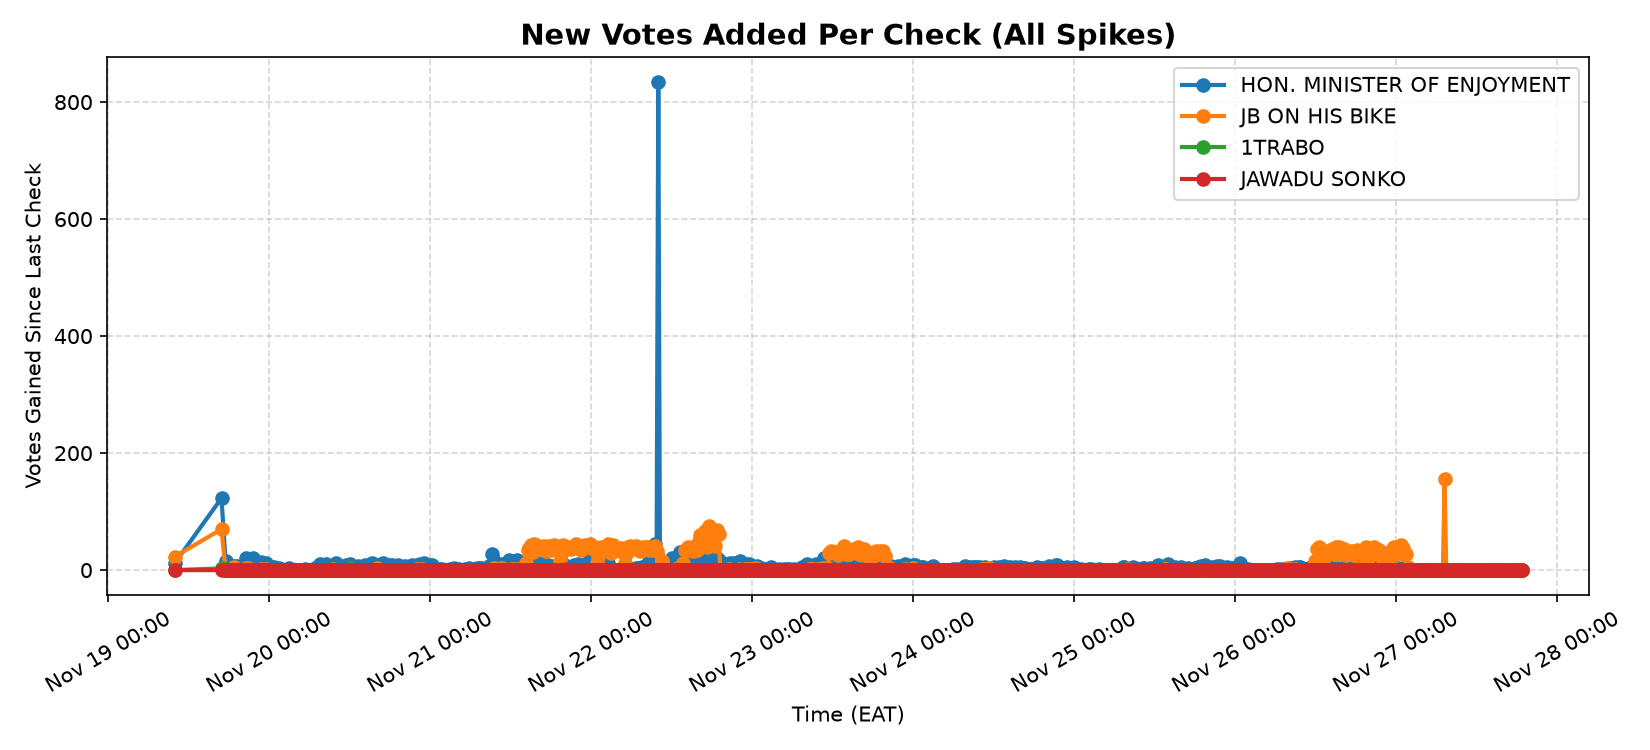 New Votes Added Per Check (All Spikes)
HON. MINISTER OF ENJOYMENT
JB ON HIS BIKE
1TRABO
JAWADU SONKO
Votes Gained Since Last Check
800
600
400
200
0
Nov 19 00:00
Nov 20 00:00
Nov 21 00:00
Nov 22 00:00
Nov 23 00:00
Nov 24 00:00
Nov 25 00:00
Nov 26 00:00
Nov 27 00:00
Nov 28 00:00
Time (EAT)